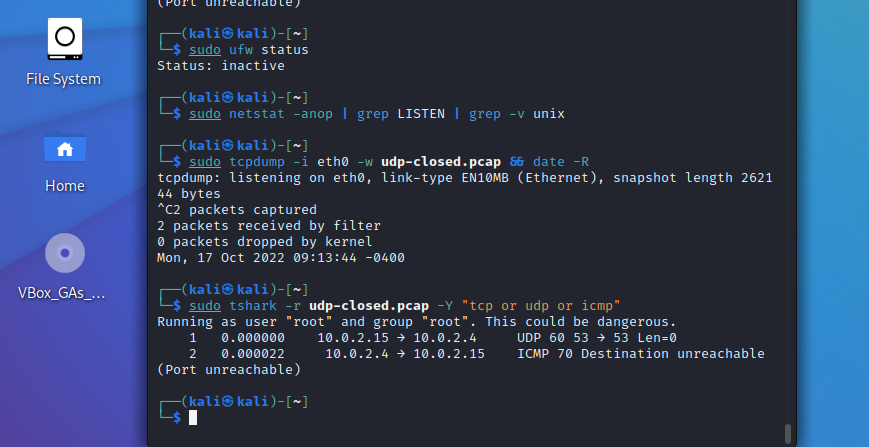 (Port unreachable)
┌──(kali㉿kali)-[~]
└─$ sudo ufw status
Status: inactive
┌──(kali㉿kali)-[~]
└─$ sudo netstat -anop | grep LISTEN | grep -v unix
┌──(kali㉿kali)-[~]
└─$ sudo tcpdump -i eth0 -w udp-closed.pcap && date -R
tcpdump: listening on eth0, link-type EN10MB (Ethernet), snapshot length 2621
44 bytes
^C2 packets captured
2 packets received by filter
0 packets dropped by kernel
Mon, 17 Oct 2022 09:13:44 -0400
┌──(kali㉿kali)-[~]
└─$ sudo tshark -r udp-closed.pcap -Y "tcp or udp or icmp"
Running as user "root" and group "root". This could be dangerous.
1 0.000000 10.0.2.15 → 10.0.2.4 UDP 60 53 → 53 Len=0
2 0.000022 10.0.2.4 → 10.0.2.15 ICMP 70 Destination unreachable
(Port unreachable)
┌──(kali㉿kali)-[~]
└─$
File System
Home
VBox_GAs_...